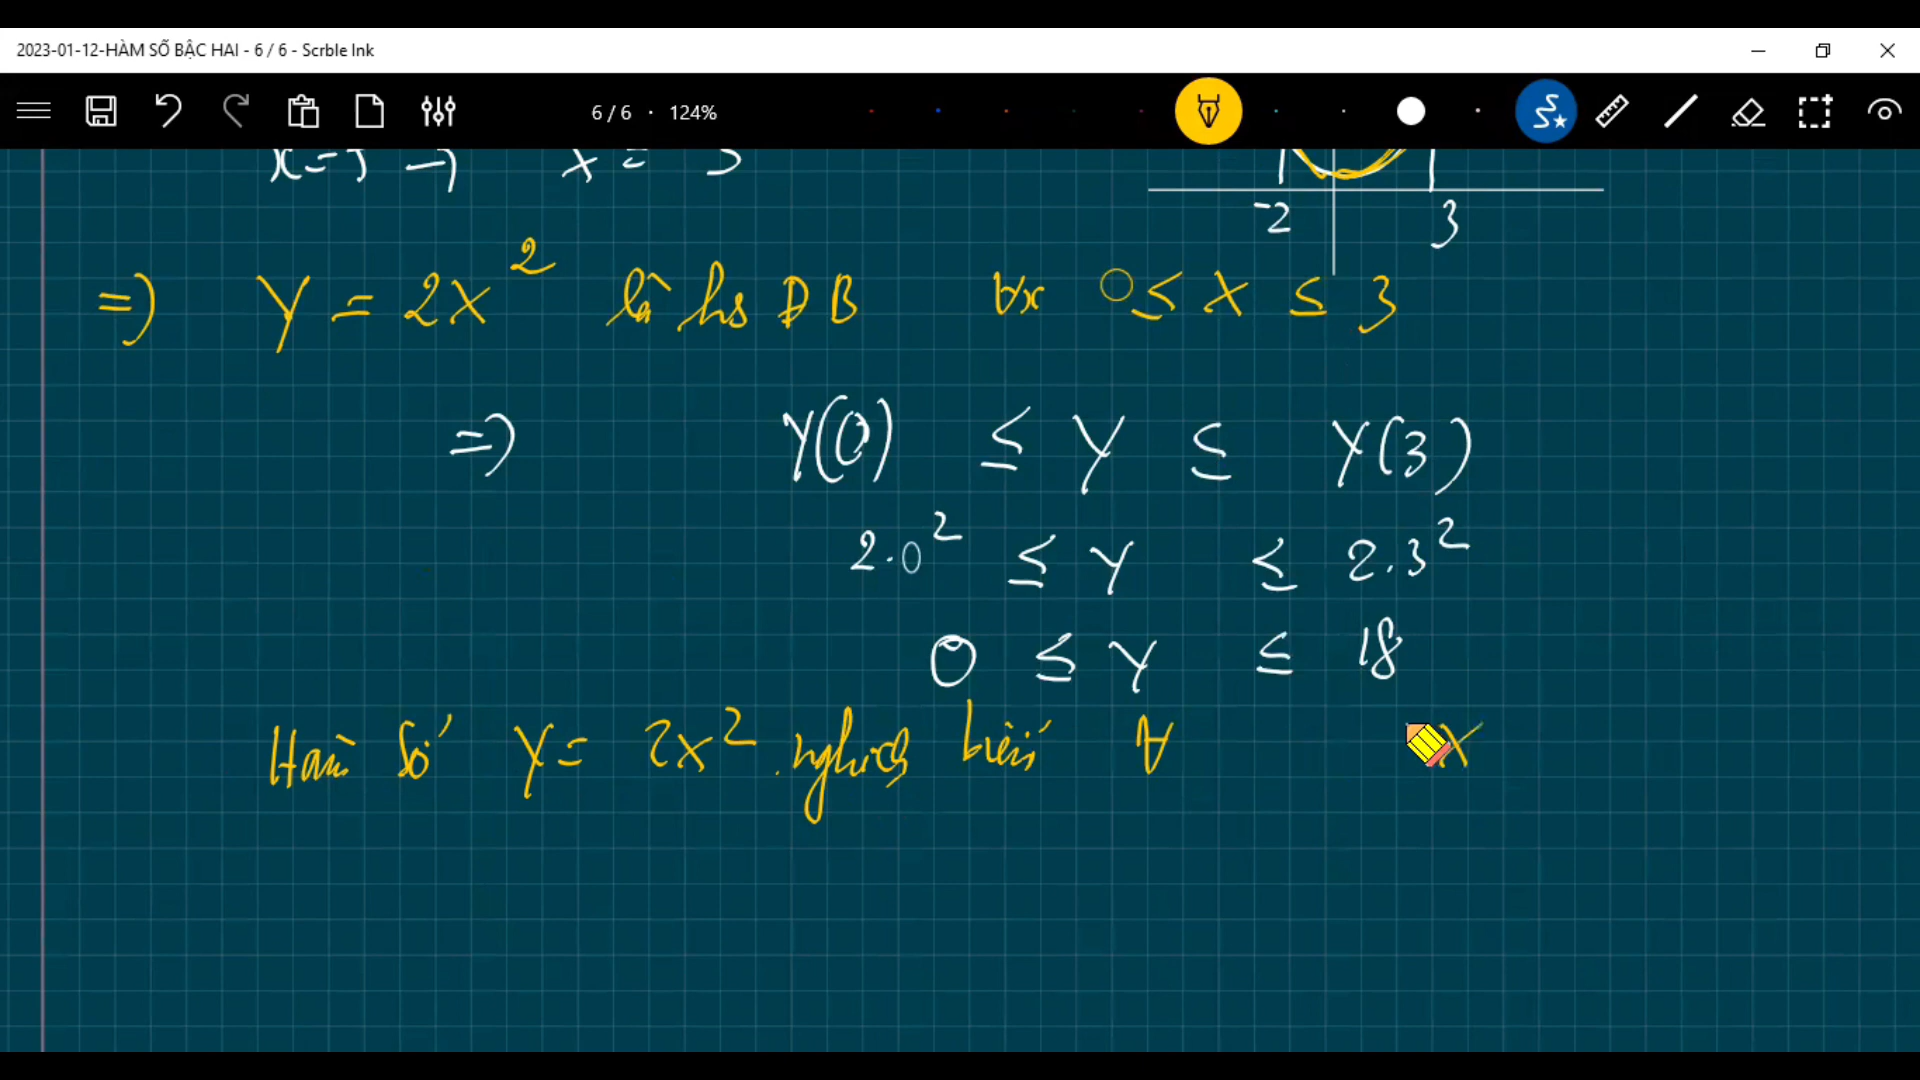 2023-01-12-HÀM SỐ BẬC HAI - 6 / 6 - Scrble Ink
6 / 6 · 124%
-2 3
=> Y = 2x² là hs ĐB ∀x 0 ≤ x ≤ 3
=> Y(0) ≤ Y ≤ Y(3)
2.0² ≤ Y ≤ 2.3²
0 ≤ Y ≤ 18
Hàm số Y = 2x² nghịch biến ∀ x